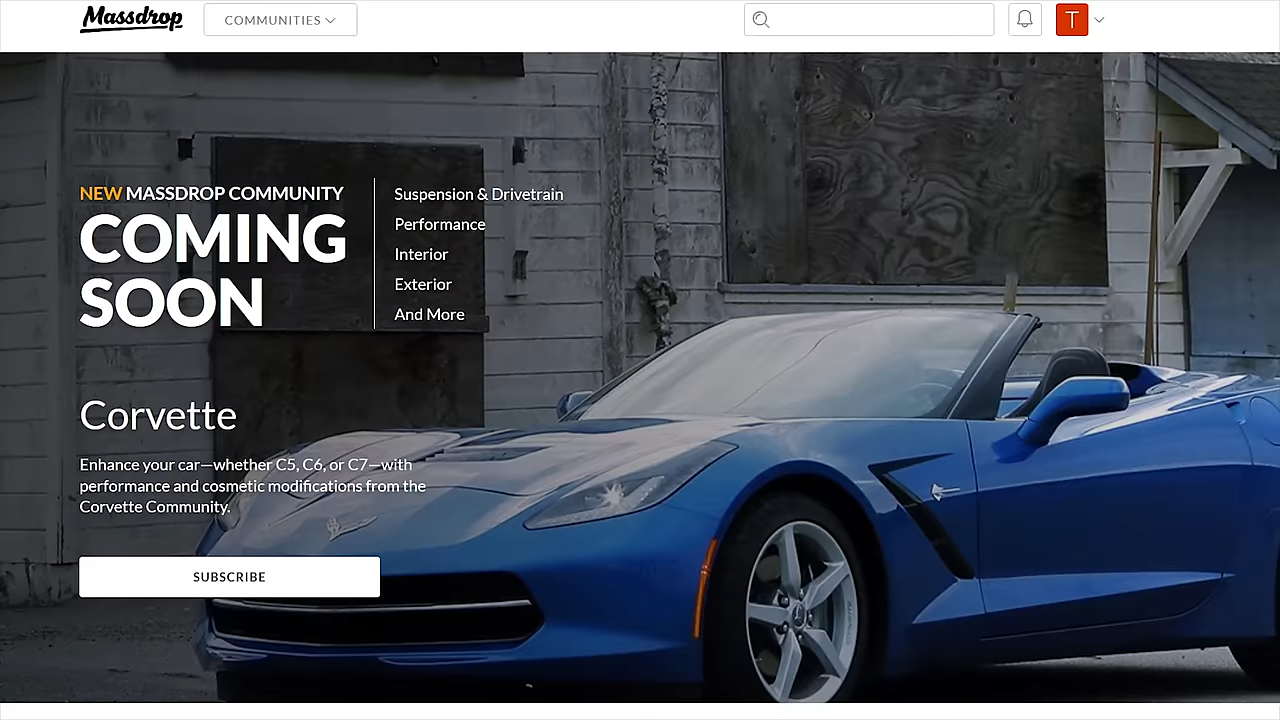 Massdrop
COMMUNITIES
T
NEW MASSDROP COMMUNITY
COMING
SOON
Suspension & Drivetrain
Performance
Interior
Exterior
And More
Corvette
Enhance your car—whether C5, C6, or C7—with
performance and cosmetic modifications from the
Corvette Community.
SUBSCRIBE